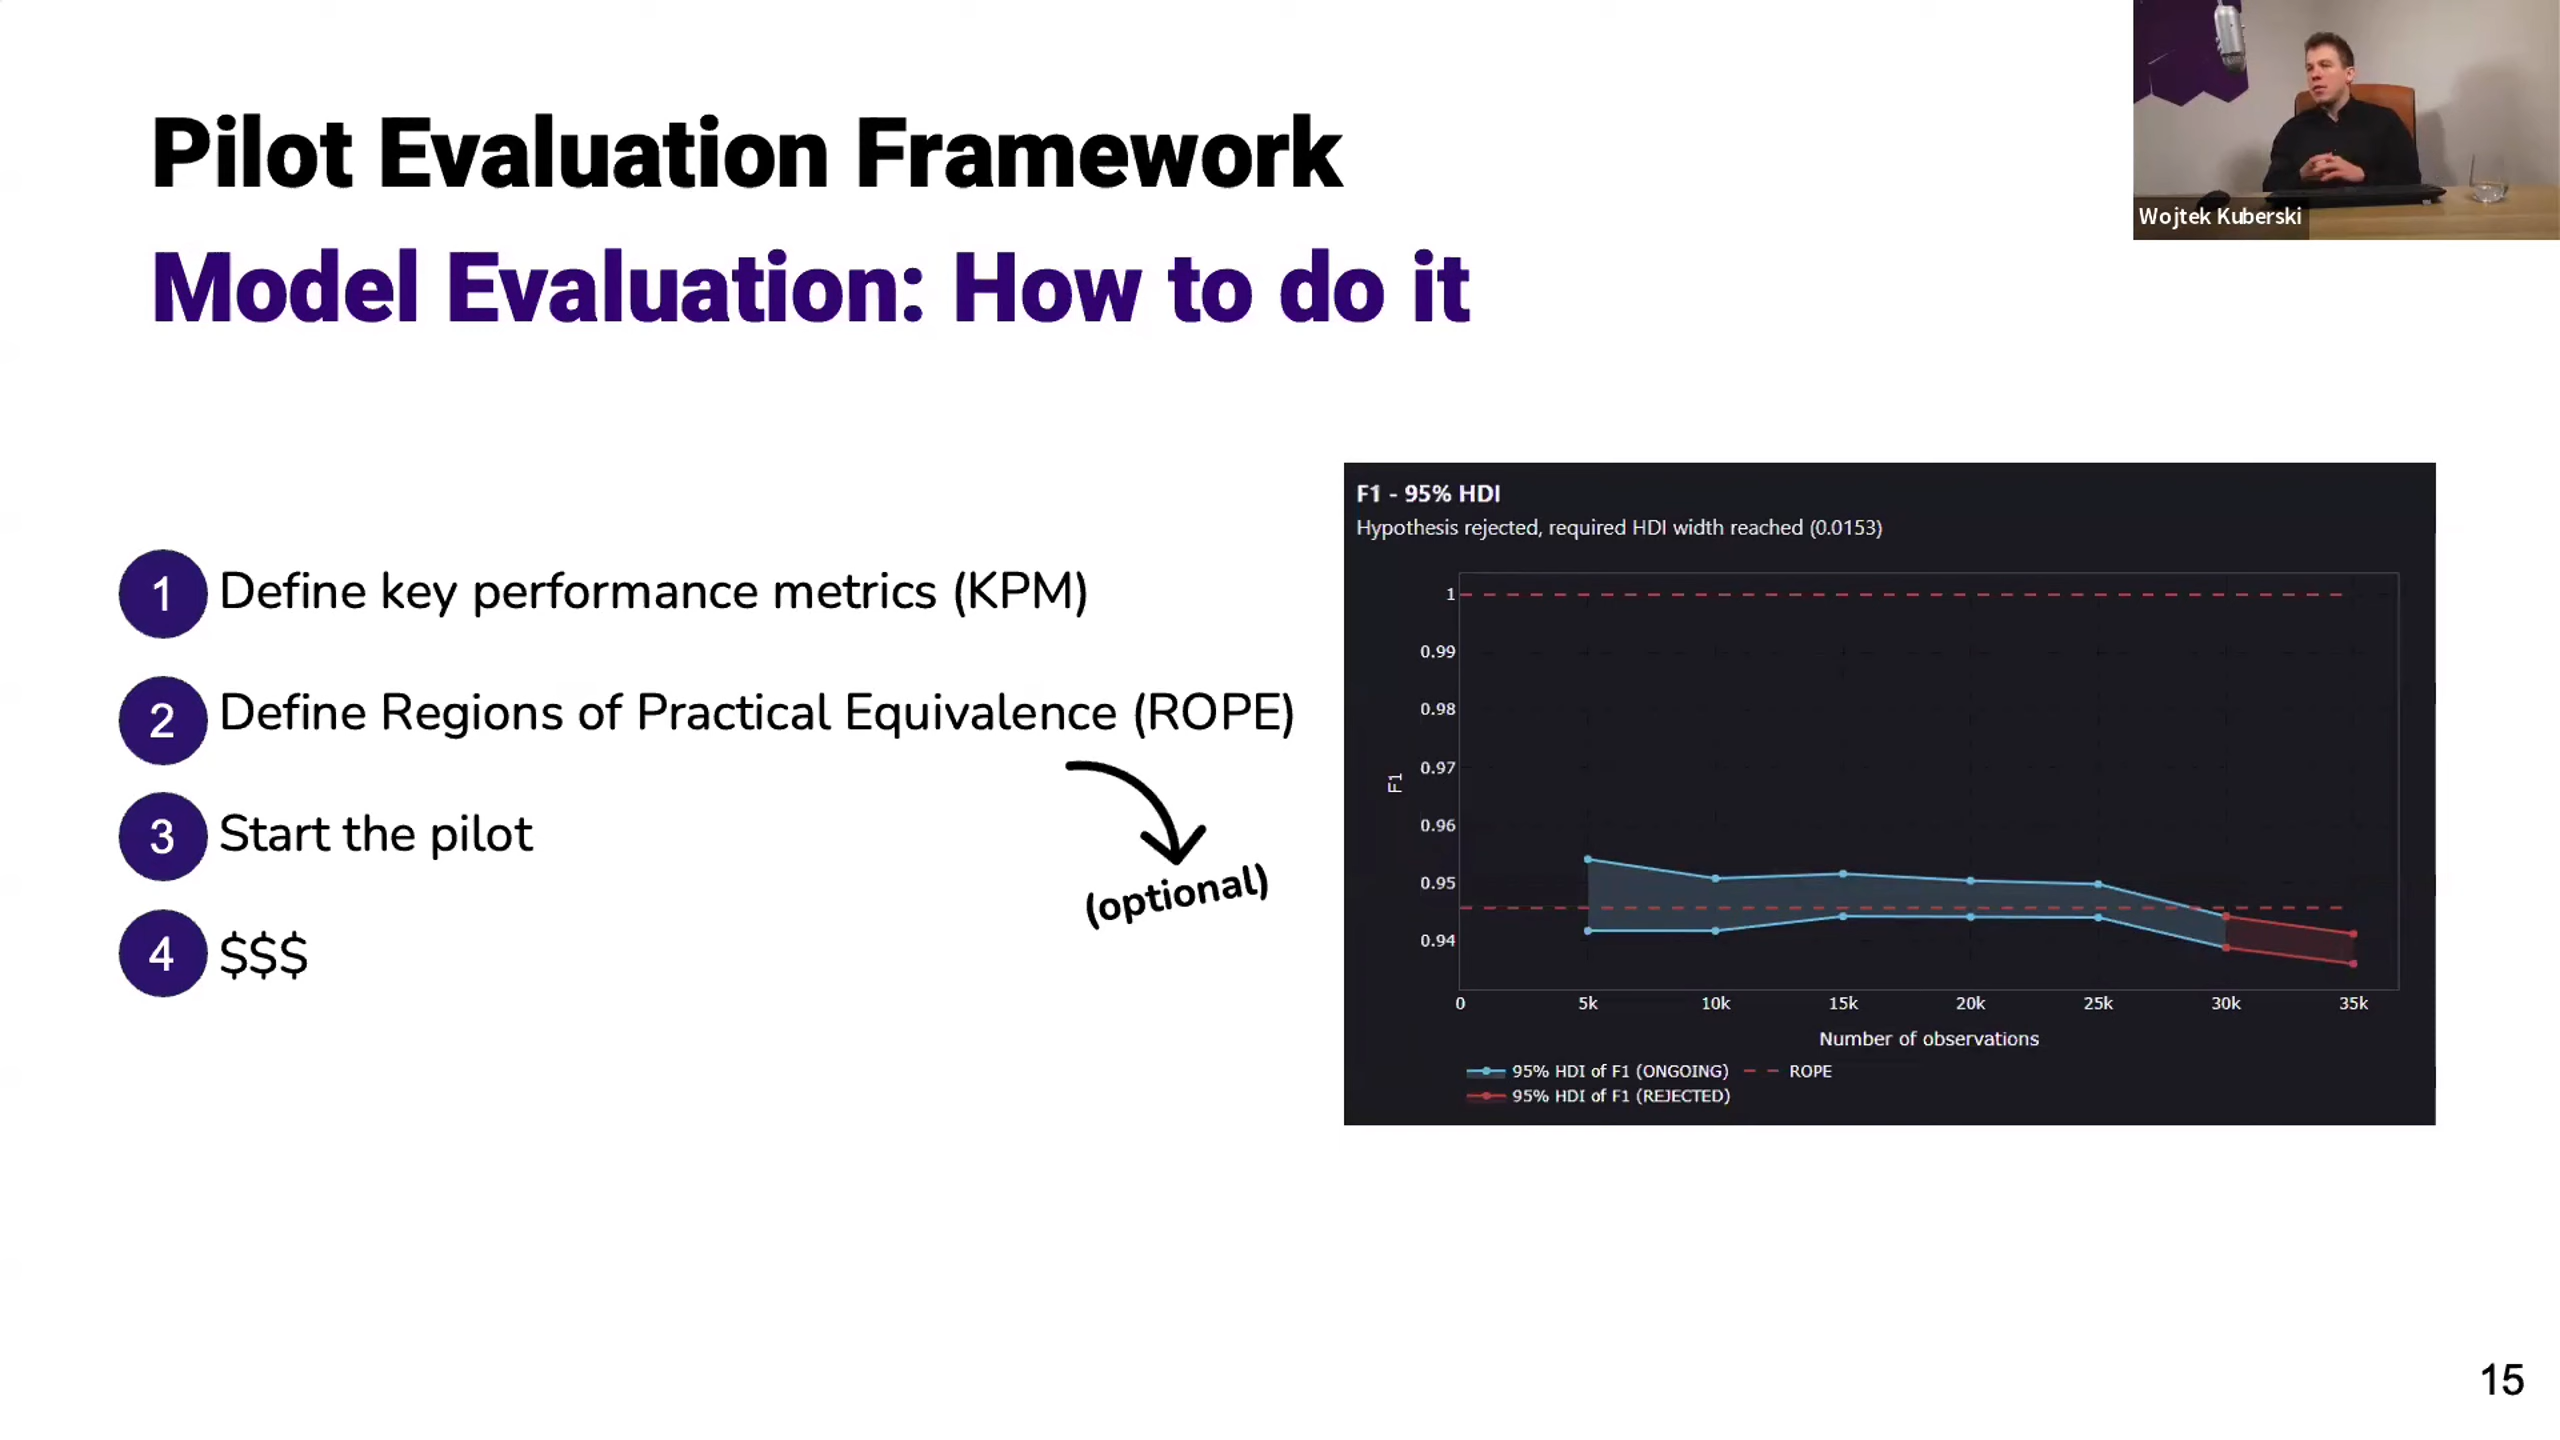 Pilot Evaluation Framework
Model Evaluation: How to do it
Wojtek Kuberski
1 Define key performance metrics (KPM)
2 Define Regions of Practical Equivalence (ROPE)
(optional)
3 Start the pilot
4 $$$
F1 - 95% HDI
Hypothesis rejected, required HDI width reached (0.0153)
1
0.99
0.98
0.97
0.96
0.95
0.94
F1
0 5k 10k 15k 20k 25k 30k 35k
Number of observations
95% HDI of F1 (ONGOING) ROPE
95% HDI of F1 (REJECTED)
15